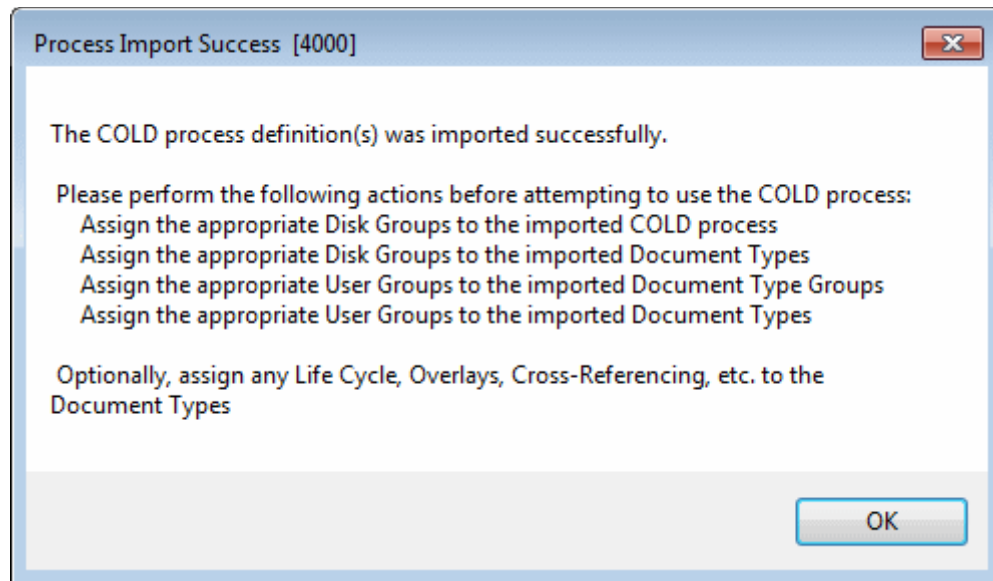 Process Import Success [4000]
The COLD process definition(s) was imported successfully.
Please perform the following actions before attempting to use the COLD process:
Assign the appropriate Disk Groups to the imported COLD process
Assign the appropriate Disk Groups to the imported Document Types
Assign the appropriate User Groups to the imported Document Type Groups
Assign the appropriate User Groups to the imported Document Types
Optionally, assign any Life Cycle, Overlays, Cross-Referencing, etc. to the
Document Types
OK